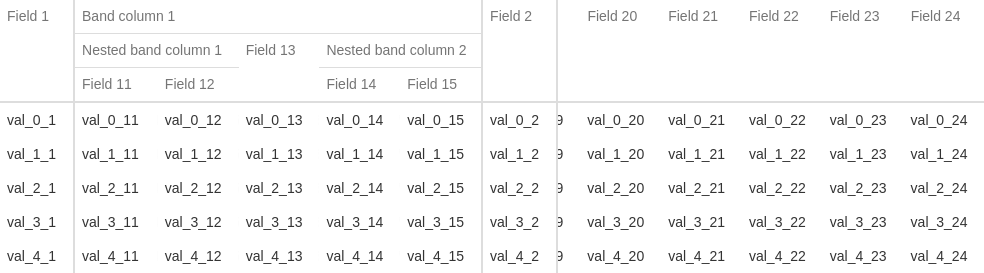 Field 1 Band column 1 Field 2 Field 20 Field 21 Field 22 Field 23 Field 24
Nested band column 1 Field 13 Nested band column 2
Field 11 Field 12 Field 14 Field 15
val_0_1 val_0_11 val_0_12 val_0_13 val_0_14 val_0_15 val_0_2 9 val_0_20 val_0_21 val_0_22 val_0_23 val_0_24
val_1_1 val_1_11 val_1_12 val_1_13 val_1_14 val_1_15 val_1_2 9 val_1_20 val_1_21 val_1_22 val_1_23 val_1_24
val_2_1 val_2_11 val_2_12 val_2_13 val_2_14 val_2_15 val_2_2 9 val_2_20 val_2_21 val_2_22 val_2_23 val_2_24
val_3_1 val_3_11 val_3_12 val_3_13 val_3_14 val_3_15 val_3_2 9 val_3_20 val_3_21 val_3_22 val_3_23 val_3_24
val_4_1 val_4_11 val_4_12 val_4_13 val_4_14 val_4_15 val_4_2 9 val_4_20 val_4_21 val_4_22 val_4_23 val_4_24